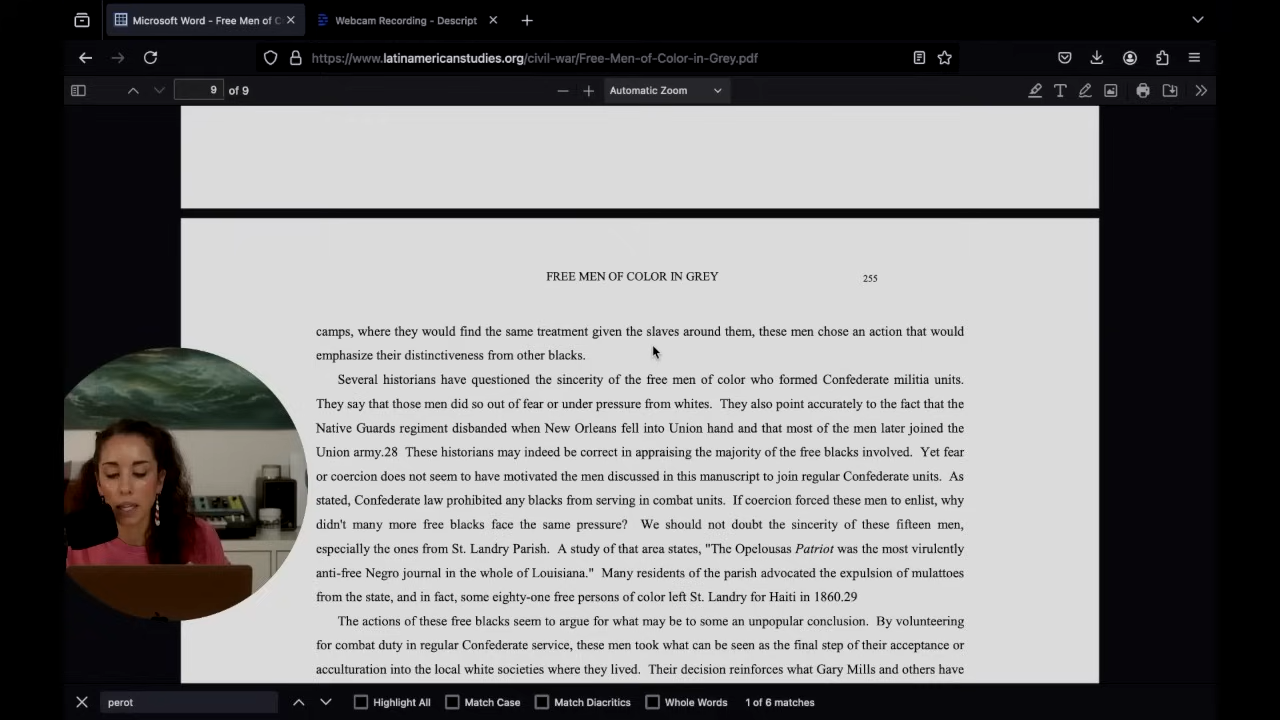 Microsoft Word - Free Men of C
Webcam Recording - Descript
https://www.latinamericanstudies.org/civil-war/Free-Men-of-Color-in-Grey.pdf
9 of 9
Automatic Zoom
FREE MEN OF COLOR IN GREY 255
camps, where they would find the same treatment given the slaves around them, these men chose an action that would
emphasize their distinctiveness from other blacks.
Several historians have questioned the sincerity of the free men of color who formed Confederate militia units.
They say that those men did so out of fear or under pressure from whites. They also point accurately to the fact that the
Native Guards regiment disbanded when New Orleans fell into Union hand and that most of the men later joined the
Union army.28 These historians may indeed be correct in appraising the majority of the free blacks involved. Yet fear
or coercion does not seem to have motivated the men discussed in this manuscript to join regular Confederate units. As
stated, Confederate law prohibited any blacks from serving in combat units. If coercion forced these men to enlist, why
didn't many more free blacks face the same pressure? We should not doubt the sincerity of these fifteen men,
especially the ones from St. Landry Parish. A study of that area states, "The Opelousas Patriot was the most virulently
anti-free Negro journal in the whole of Louisiana." Many residents of the parish advocated the expulsion of mulattoes
from the state, and in fact, some eighty-one free persons of color left St. Landry for Haiti in 1860.29
The actions of these free blacks seem to argue for what may be to some an unpopular conclusion. By volunteering
for combat duty in regular Confederate service, these men took what can be seen as the final step of their acceptance or
acculturation into the local white societies where they lived. Their decision reinforces what Gary Mills and others have
perot
Highlight All Match Case Match Diacritics Whole Words 1 of 6 matches